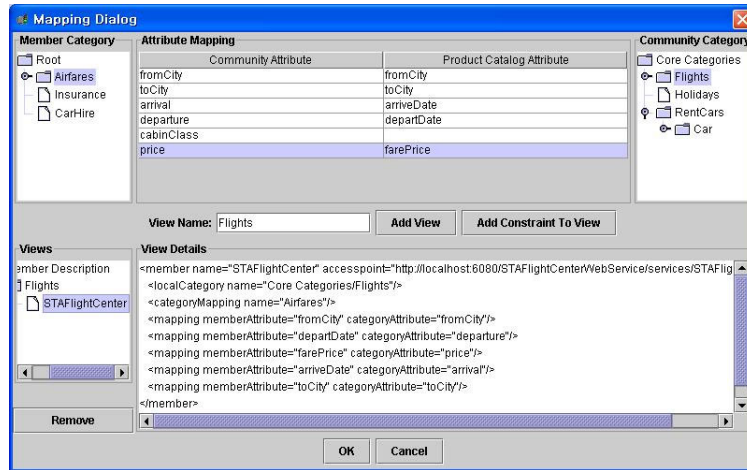 Mapping Dialog
Member Category
Root
Airfares
Insurance
CarHire
Attribute Mapping
Community Attribute Product Catalog Attribute
fromCity fromCity
toCity toCity
arrival arriveDate
departure departDate
cabinClass
price farePrice
Community Category
Core Categories
Flights
Holidays
RentCars
Car
View Name: Flights Add View Add Constraint To View
Views
ember Description
Flights
STAFlightCenter
Remove
View Details
<member name="STAFlightCenter" accesspoint="http://localhost:6080/STAFlightCenterWebService/services/STAFlig
<localCategory name="Core Categories/Flights"/>
<categoryMapping name="Airfares"/>
<mapping memberAttribute="fromCity" categoryAttribute="fromCity"/>
<mapping memberAttribute="departDate" categoryAttribute="departure"/>
<mapping memberAttribute="farePrice" categoryAttribute="price"/>
<mapping memberAttribute="arriveDate" categoryAttribute="arrival"/>
<mapping memberAttribute="toCity" categoryAttribute="toCity"/>
</member>
OK Cancel